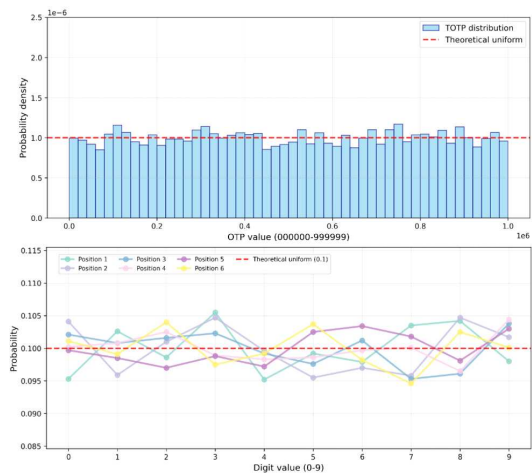 1e−6
2.5
TOTP distribution
Theoretical uniform
2.0
1.5
1.0
0.5
0.0
Probability density
0.0 0.2 0.4 0.6 0.8 1.0
OTP value (000000-999999)
1e6
0.115
Position 1 Position 3 Position 5 Theoretical uniform (0.1)
Position 2 Position 4 Position 6
0.110
0.105
0.100
0.095
0.090
0.085
Probability
0 1 2 3 4 5 6 7 8 9
Digit value (0-9)